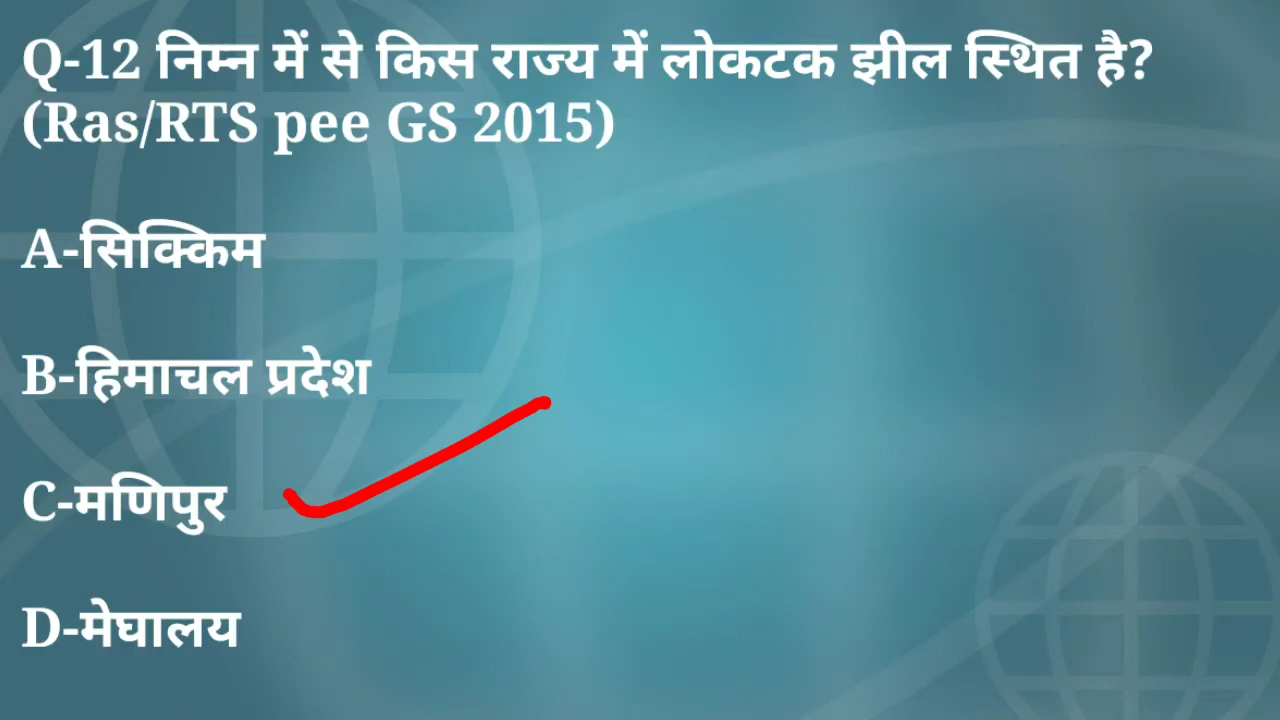 Q-12 निम्न में से किस राज्य में लोकटक झील स्थित है?
(Ras/RTS pee GS 2015)
A-सिक्किम
B-हिमाचल प्रदेश
C-मणिपुर
D-मेघालय